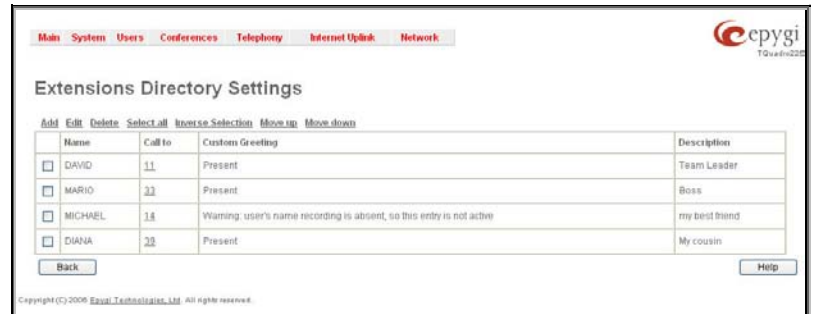 Main System Users Conferences Telephony Internet Uplink Network
epygi
Extensions Directory Settings
Add Edit Delete Select all Inverse Selection Move up Move down
Name Call to Custom Greeting Description
DAVID 11 Present Team Leader
MARIO 33 Present Boss
MICHAEL 14 Warning: user's name recording is absent, so this entry is not active my best friend
DIANA 39 Present My cousin
Back Help
Copyright (C) 2006 Epygi Technologies, Ltd. All rights reserved.